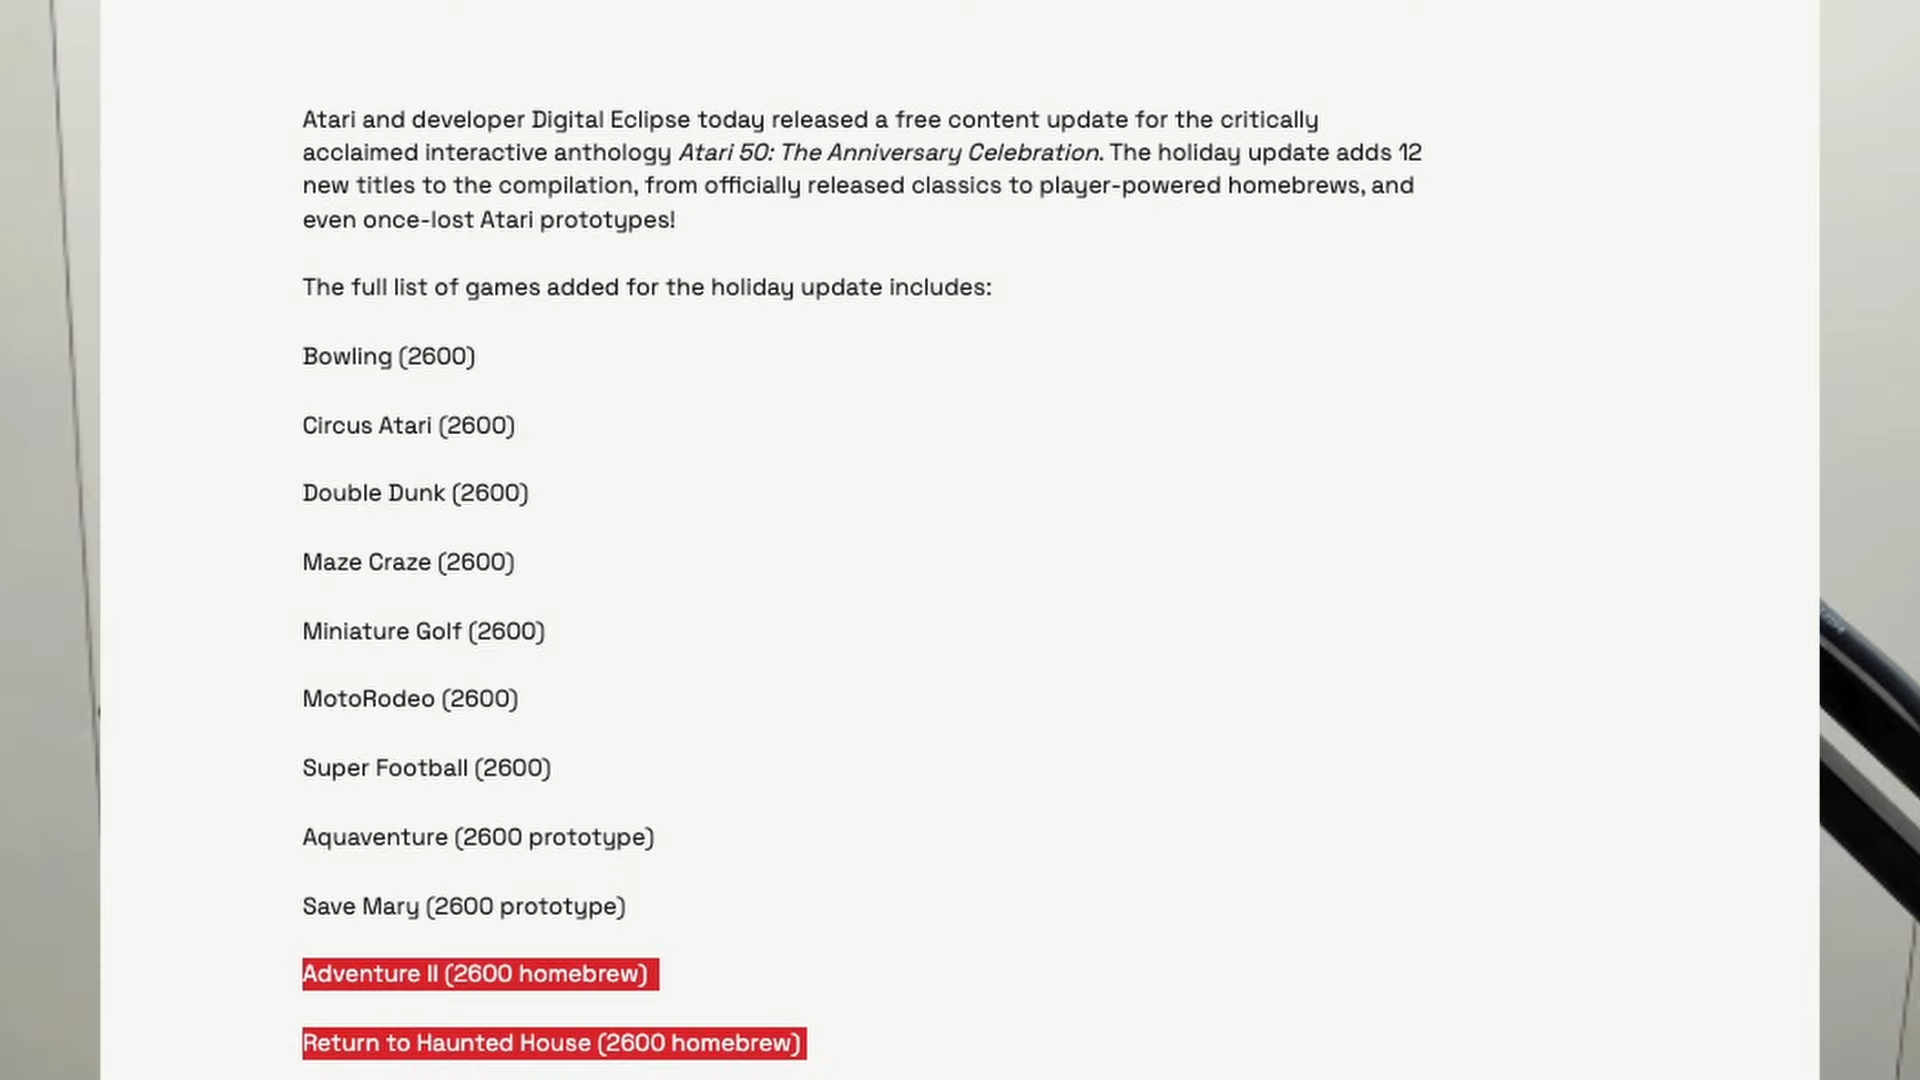 Atari and developer Digital Eclipse today released a free content update for the critically
acclaimed interactive anthology Atari 50: The Anniversary Celebration. The holiday update adds 12
new titles to the compilation, from officially released classics to player-powered homebrews, and
even once-lost Atari prototypes!
The full list of games added for the holiday update includes:
Bowling (2600)
Circus Atari (2600)
Double Dunk (2600)
Maze Craze (2600)
Miniature Golf (2600)
MotoRodeo (2600)
Super Football (2600)
Aquaventure (2600 prototype)
Save Mary (2600 prototype)
Adventure II (2600 homebrew)
Return to Haunted House (2600 homebrew)